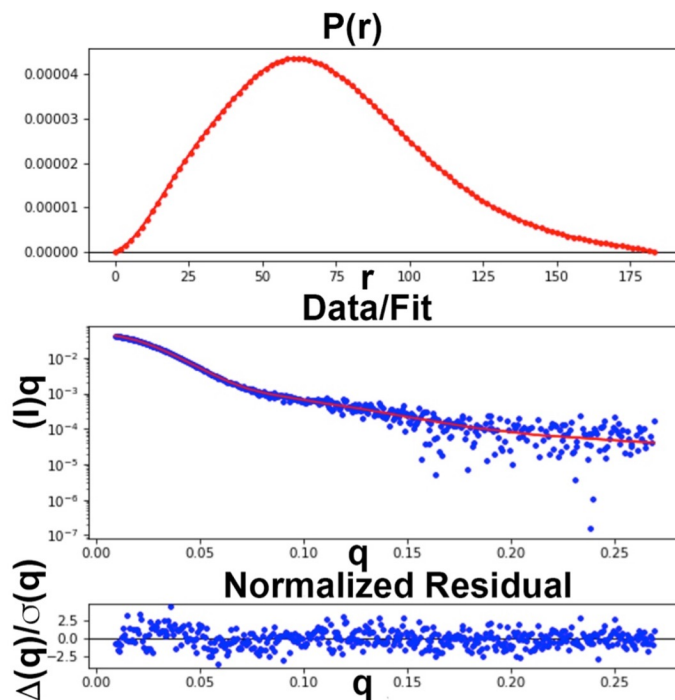 P(r)
0.00004
0.00003
0.00002
0.00001
0.00000
0 25 50 75 100 125 150 175
r
Data/Fit
(I)q
10⁻²
10⁻³
10⁻⁴
10⁻⁵
10⁻⁶
10⁻⁷
0.00 0.05 0.10 0.15 0.20 0.25
q
Normalized Residual
Δ(q)/σ(q)
2.5
0.0
−2.5
0.00 0.05 0.10 0.15 0.20 0.25
q